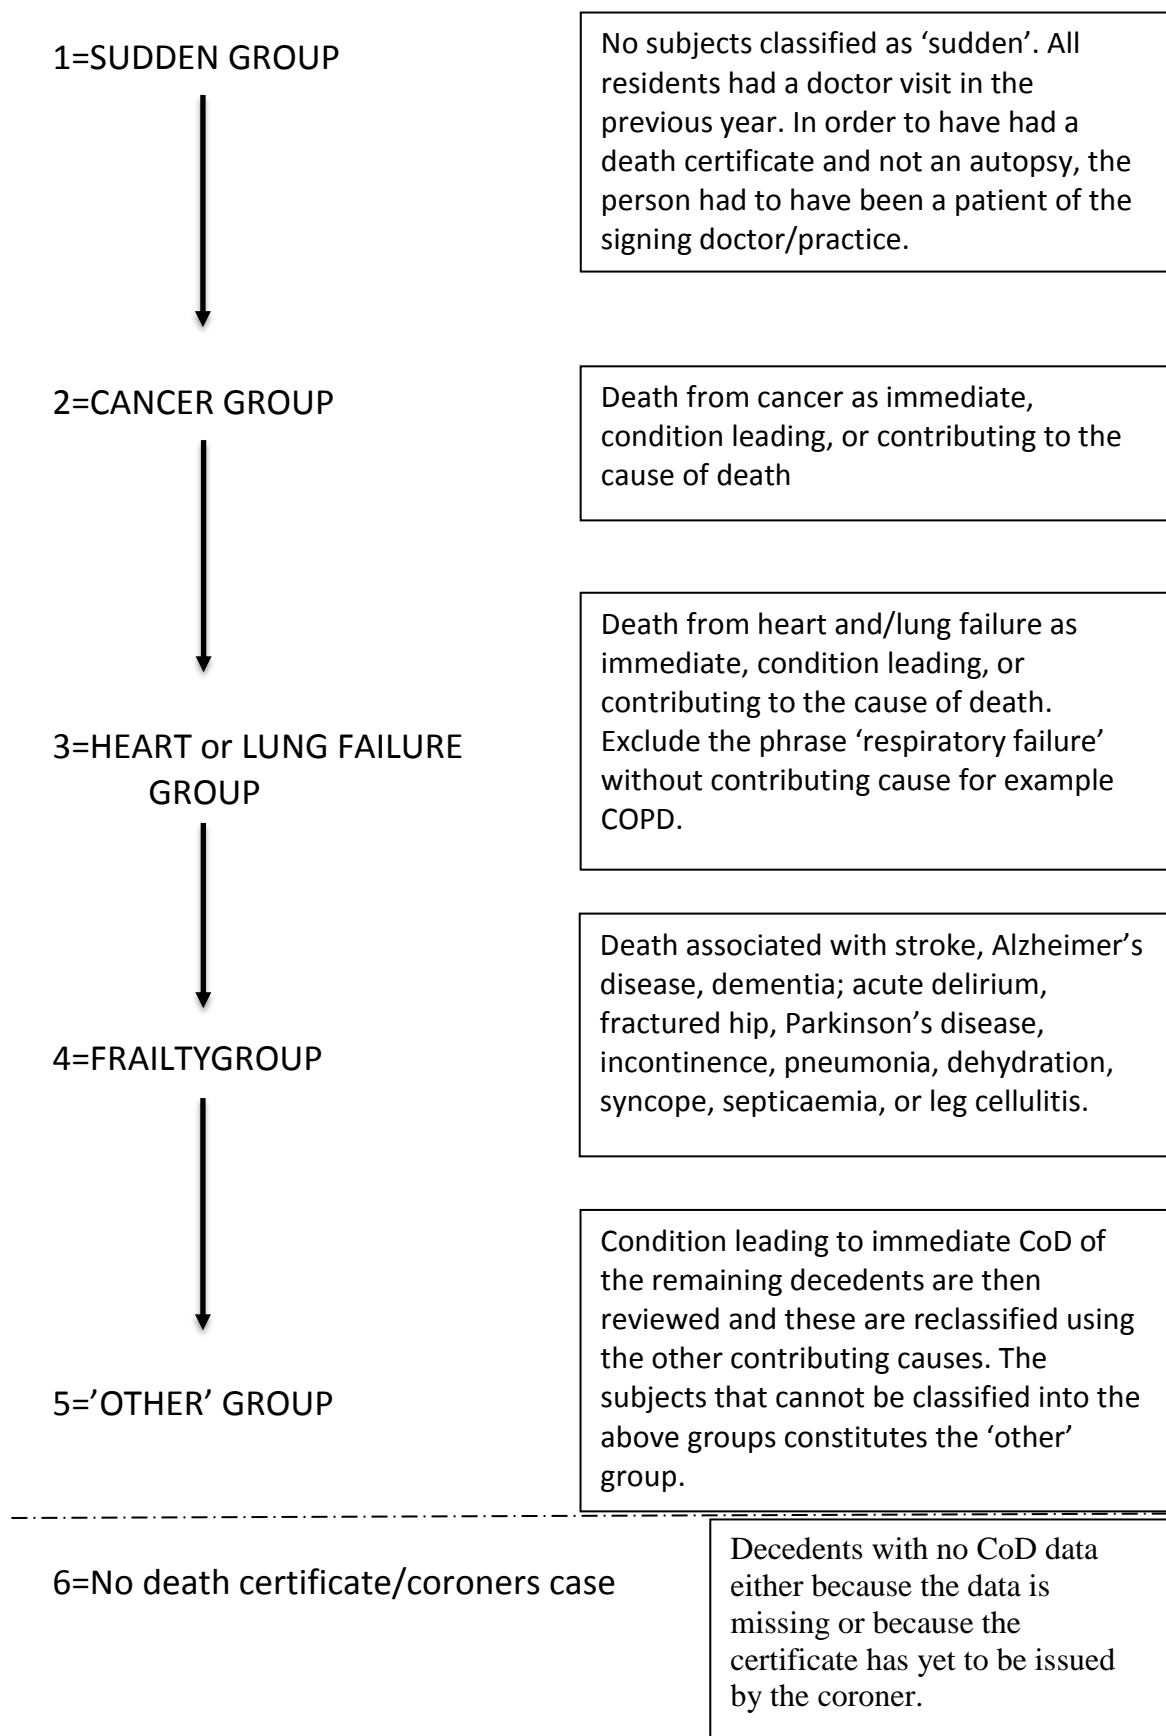 1=SUDDEN GROUP
No subjects classified as ‘sudden’. All
residents had a doctor visit in the
previous year. In order to have had a
death certificate and not an autopsy, the
person had to have been a patient of the
signing doctor/practice.
2=CANCER GROUP
Death from cancer as immediate,
condition leading, or contributing to the
cause of death
3=HEART or LUNG FAILURE
GROUP
Death from heart and/lung failure as
immediate, condition leading, or
contributing to the cause of death.
Exclude the phrase ‘respiratory failure’
without contributing cause for example
COPD.
4=FRAILTYGROUP
Death associated with stroke, Alzheimer’s
disease, dementia; acute delirium,
fractured hip, Parkinson’s disease,
incontinence, pneumonia, dehydration,
syncope, septicaemia, or leg cellulitis.
5=’OTHER’ GROUP
Condition leading to immediate CoD of
the remaining decedents are then
reviewed and these are reclassified using
the other contributing causes. The
subjects that cannot be classified into the
above groups constitutes the ‘other’
group.
6=No death certificate/coroners case
Decedents with no CoD data
either because the data is
missing or because the
certificate has yet to be issued
by the coroner.